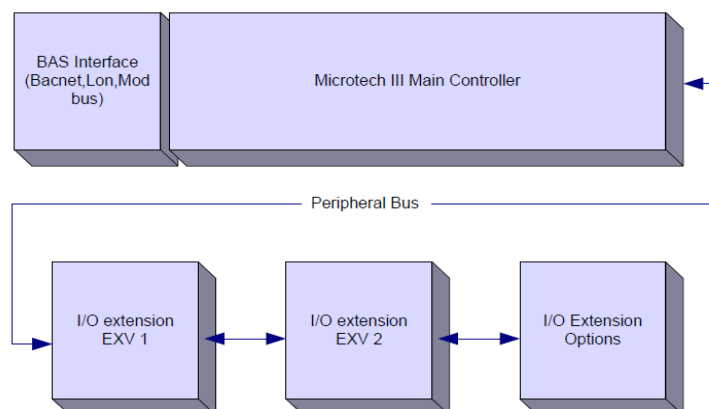 BAS Interface
(Bacnet,Lon,Mod
bus)
Microtech III Main Controller
Peripheral Bus
I/O extension
EXV 1
I/O extension
EXV 2
I/O Extension
Options